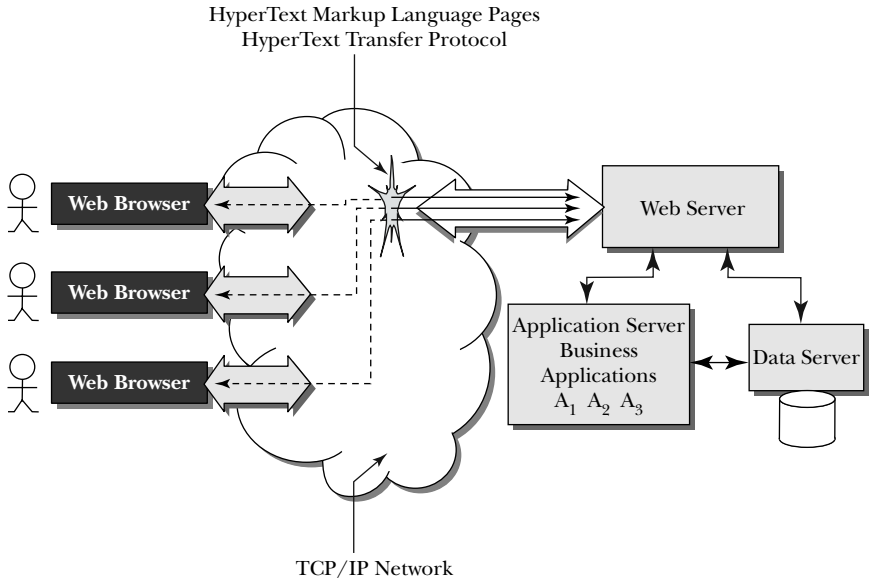 HyperText Markup Language Pages
HyperText Transfer Protocol
Web Browser
Web Server
Web Browser
Application Server
Business
Applications
A₁ A₂ A₃
Data Server
Web Browser
TCP/IP Network